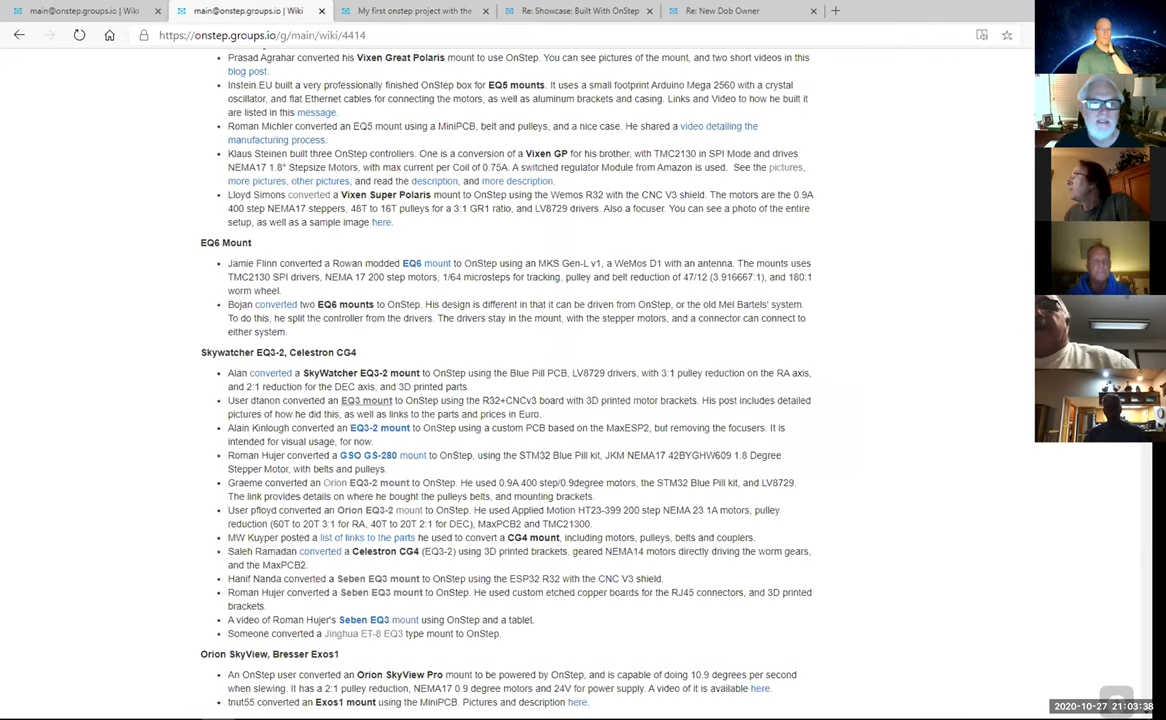 main@onstep.groups.io | Wiki
main@onstep.groups.io | Wiki
My first onstep project with the
Re: Showcase: Built With OnStep
Re: New Dob Owner
https://onstep.groups.io/g/main/wiki/4414
Prasad Agrahar converted his Vixen Great Polaris mount to use OnStep. You can see pictures of the mount, and two short videos in this
blog post.
Instein.EU built a very professionally finished OnStep box for EQ5 mounts. It uses a small footprint Arduino Mega 2560 with a crystal
oscillator, and flat Ethernet cables for connecting the motors, as well as aluminum brackets and casing. Links and Video to how he built it
are listed in this message.
Roman Michler converted an EQ5 mount using a MiniPCB, belt and pulleys, and a nice case. He shared a video detailing the
manufacturing process.
Klaus Steinen built three OnStep controllers. One is a conversion of a Vixen GP for his brother, with TMC2130 in SPI Mode and drives
NEMA17 1.8° Stepsize Motors, with max current per Coil of 0.75A. A switched regulator Module from Amazon is used. See the pictures,
more pictures, other pictures, and read the description, and more description.
Lloyd Simons converted a Vixen Super Polaris mount to OnStep using the Wemos R32 with the CNC V3 shield. The motors are the 0.9A
400 step NEMA17 steppers, 48T to 16T pulleys for a 3:1 GR1 ratio, and LV8729 drivers. Also a focuser. You can see a photo of the entire
setup, as well as a sample image here.
EQ6 Mount
Jamie Flinn converted a Rowan modded EQ6 mount to OnStep using an MKS Gen-L v1, a WeMos D1 with an antenna. The mounts uses
TMC2130 SPI drivers, NEMA 17 200 step motors, 1/64 microsteps for tracking, pulley and belt reduction of 47/12 (3.916667:1), and 180:1
worm wheel.
Bojan converted two EQ6 mounts to OnStep. His design is different in that it can be driven from OnStep, or the old Mel Bartels' system.
To do this, he split the controller from the drivers. The drivers stay in the mount, with the stepper motors, and a connector can connect to
either system.
Skywatcher EQ3-2, Celestron CG4
Alan converted a SkyWatcher EQ3-2 mount to OnStep using the Blue Pill PCB, LV8729 drivers, with 3:1 pulley reduction on the RA axis,
and 2:1 reduction for the DEC axis, and 3D printed parts.
User dtanon converted an EQ3 mount to OnStep using the R32+CNCv3 board with 3D printed motor brackets. His post includes detailed
pictures of how he did this, as well as links to the parts and prices in Euro.
Alain Kinlough converted an EQ3-2 mount to OnStep using a custom PCB based on the MaxESP2, but removing the focusers. It is
intended for visual usage, for now.
Roman Hujer converted a GSO GS-280 mount to OnStep, using the STM32 Blue Pill kit, JKM NEMA17 42BYGHW609 1.8 Degree
Stepper Motor, with belts and pulleys.
Graeme converted an Orion EQ3-2 mount to OnStep. He used 0.9A 400 step/0.9degree motors, the STM32 Blue Pill kit, and LV8729.
The link provides details on where he bought the pulleys belts, and mounting brackets.
User pfloyd converted an Orion EQ3-2 mount to OnStep. He used Applied Motion HT23-399 200 step NEMA 23 1A motors, pulley
reduction (60T to 20T 3:1 for RA, 40T to 20T 2:1 for DEC), MaxPCB2 and TMC21300.
MW Kuyper posted a list of links to the parts he used to convert a CG4 mount, including motors, pulleys, belts and couplers.
Saleh Ramadan converted a Celestron CG4 (EQ3-2) using 3D printed brackets, geared NEMA14 motors directly driving the worm gears,
and the MaxPCB2.
Hanif Nanda converted a Seben EQ3 mount to OnStep using the ESP32 R32 with the CNC V3 shield.
Roman Hujer converted a Seben EQ3 mount to OnStep. He used custom etched copper boards for the RJ45 connectors, and 3D printed
brackets.
A video of Roman Hujer's Seben EQ3 mount using OnStep and a tablet.
Someone converted a Jinghua ET-8 EQ3 type mount to OnStep.
Orion SkyView, Bresser Exos1
An OnStep user converted an Orion SkyView Pro mount to be powered by OnStep, and is capable of doing 10.9 degrees per second
when slewing. It has a 2:1 pulley reduction, NEMA17 0.9 degree motors and 24V for power supply. A video of it is available here.
tnut55 converted an Exos1 mount using the MiniPCB. Pictures and description here.
2020-10-27 21:03:38